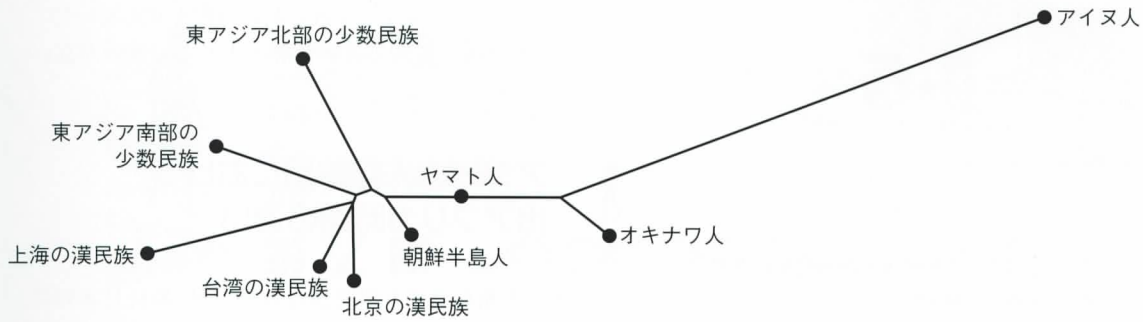 アイヌ人
東アジア北部の少数民族
東アジア南部の
少数民族
ヤマト人
オキナワ人
上海の漢民族
朝鮮半島人
台湾の漢民族
北京の漢民族